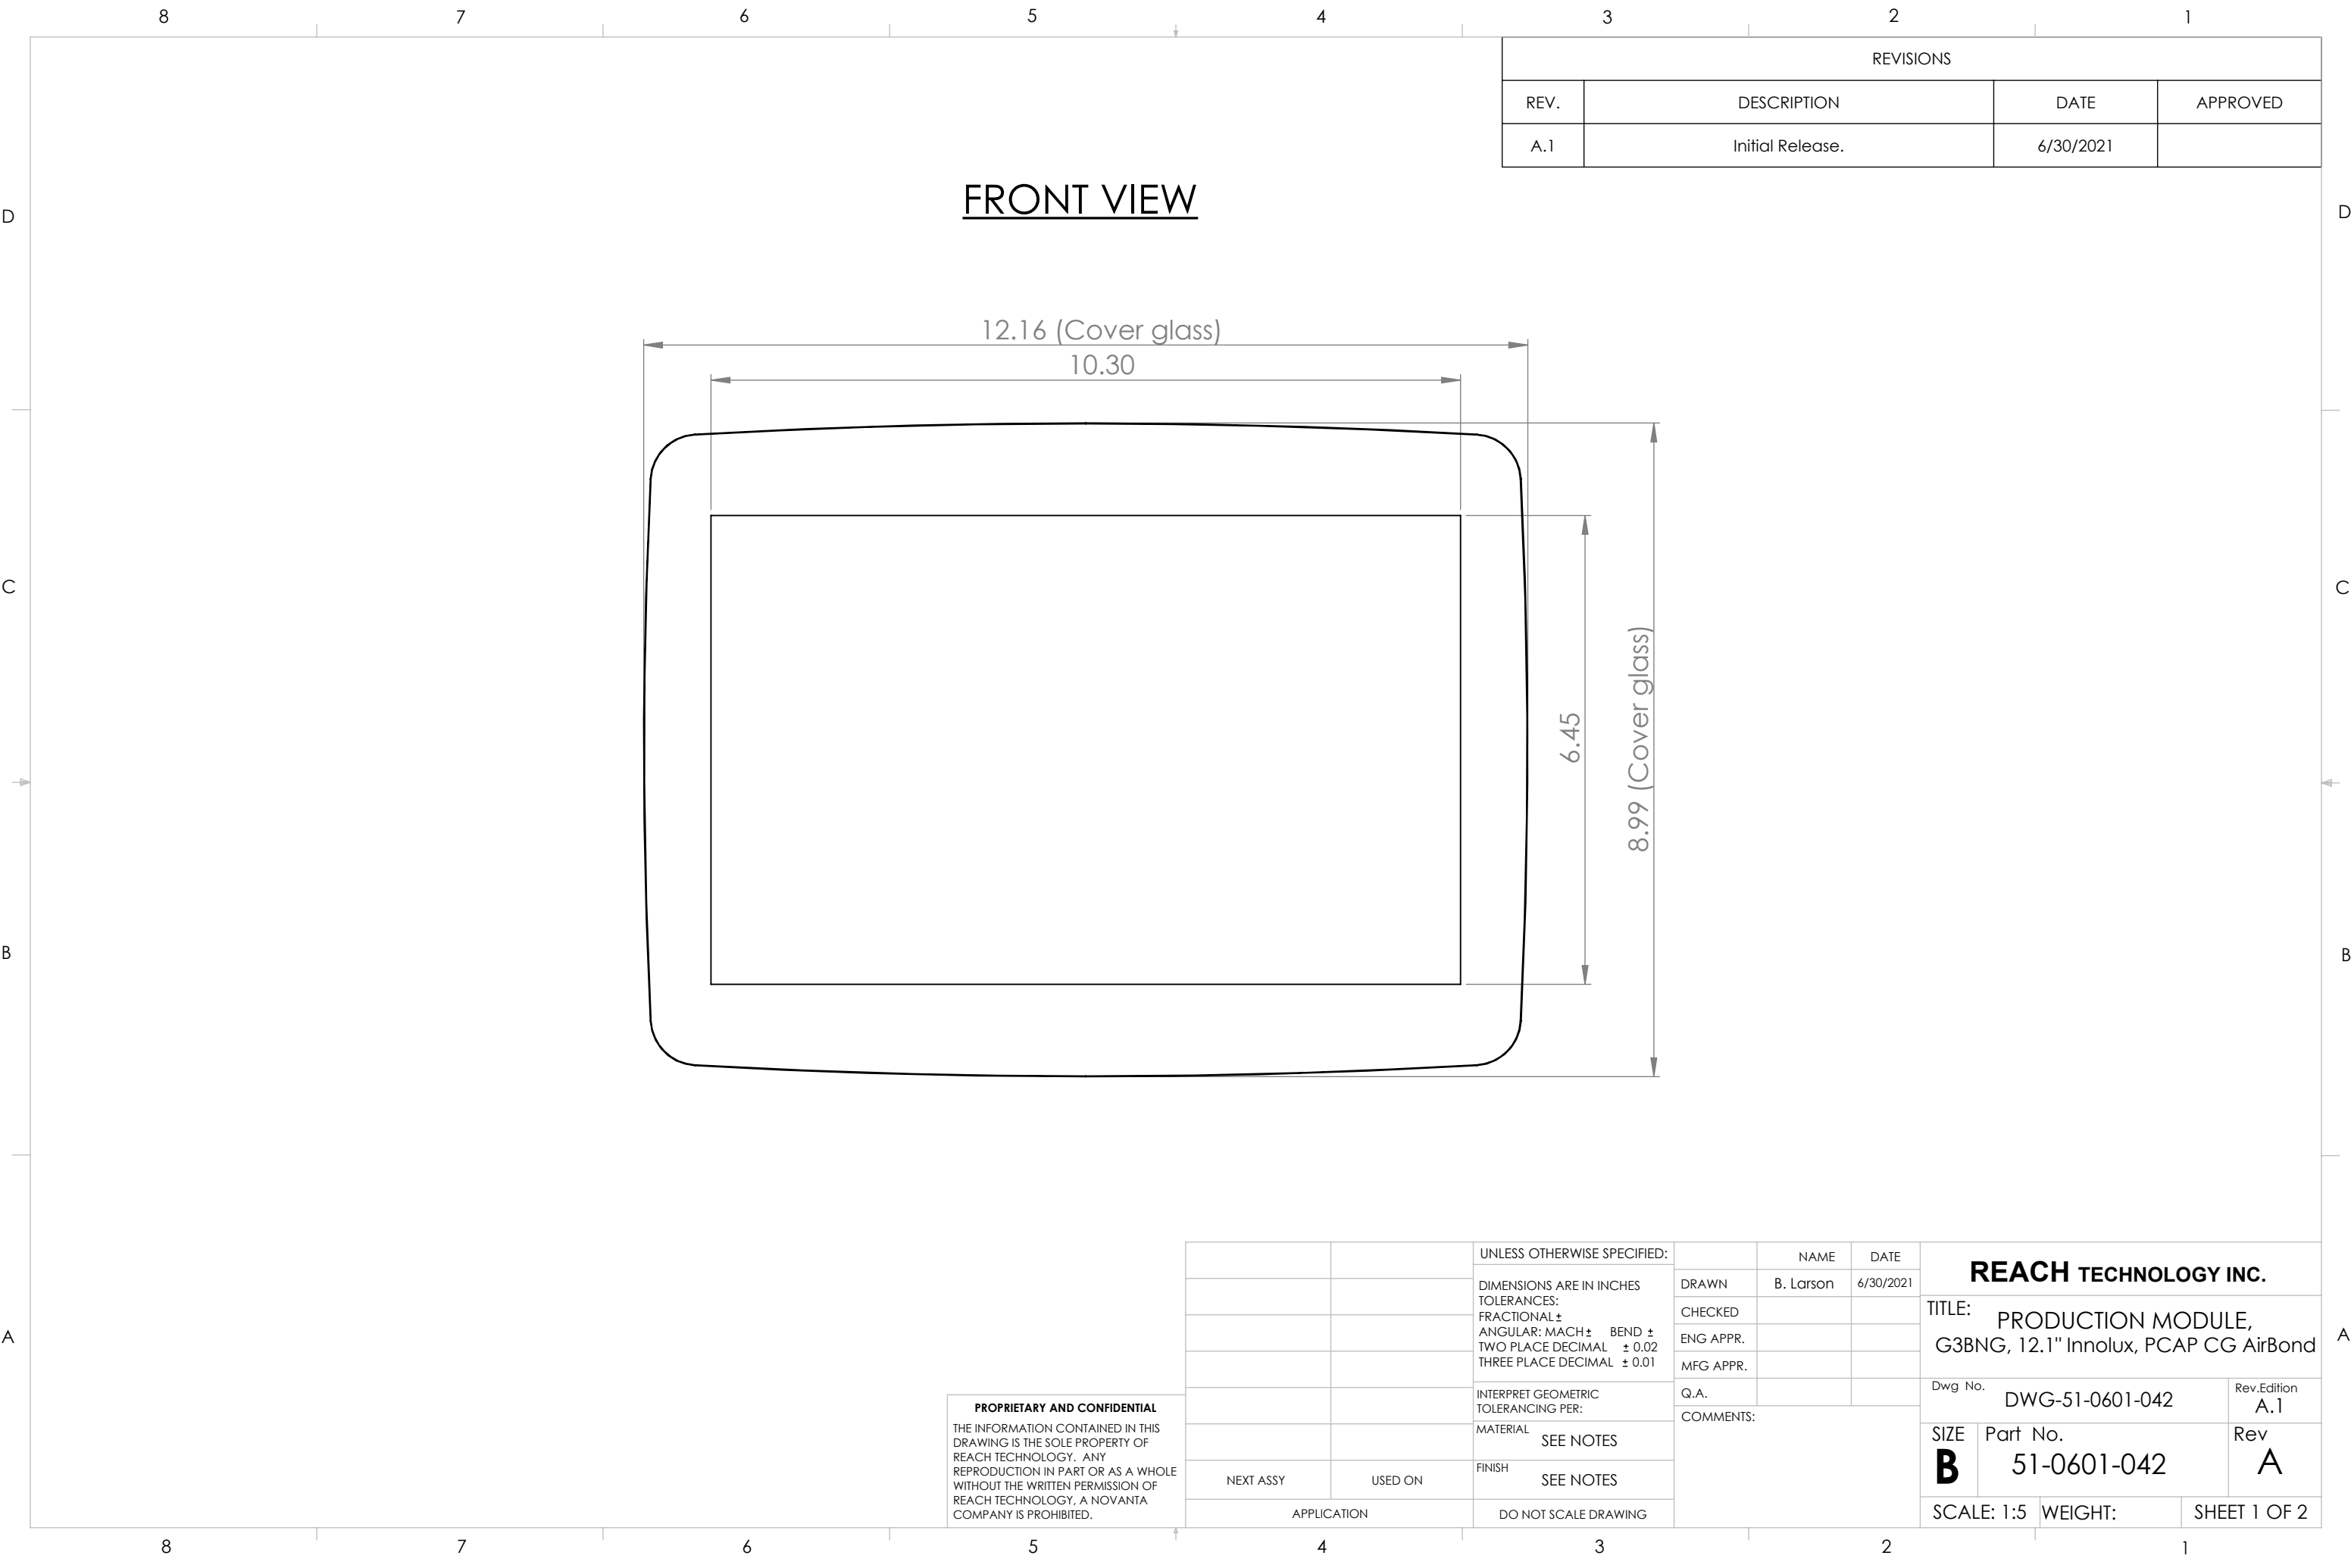 8 7 6 5 4 3 2 1
REVISIONS
REV. DESCRIPTION DATE APPROVED
A.1 Initial Release. 6/30/2021
FRONT VIEW
D D
12.16 (Cover glass)
10.30
C C
6.45
8.99 (Cover glass)
B B
A A
PROPRIETARY AND CONFIDENTIAL
THE INFORMATION CONTAINED IN THIS
DRAWING IS THE SOLE PROPERTY OF
REACH TECHNOLOGY. ANY
REPRODUCTION IN PART OR AS A WHOLE
WITHOUT THE WRITTEN PERMISSION OF
REACH TECHNOLOGY, A NOVANTA
COMPANY IS PROHIBITED.
NEXT ASSY USED ON
APPLICATION
UNLESS OTHERWISE SPECIFIED:
DIMENSIONS ARE IN INCHES
TOLERANCES:
FRACTIONAL ±
ANGULAR: MACH ± BEND ±
TWO PLACE DECIMAL ± 0.02
THREE PLACE DECIMAL ± 0.01
INTERPRET GEOMETRIC
TOLERANCING PER:
MATERIAL
SEE NOTES
FINISH
SEE NOTES
DO NOT SCALE DRAWING
NAME DATE
DRAWN B. Larson 6/30/2021
CHECKED
ENG APPR.
MFG APPR.
Q.A.
COMMENTS:
REACH TECHNOLOGY INC.
TITLE:
PRODUCTION MODULE,
G3BNG, 12.1" Innolux, PCAP CG AirBond
Dwg No. Rev.Edition
DWG-51-0601-042 A.1
SIZE Part No. Rev
B 51-0601-042 A
SCALE: 1:5 WEIGHT: SHEET 1 OF 2
8 7 6 5 4 3 2 1